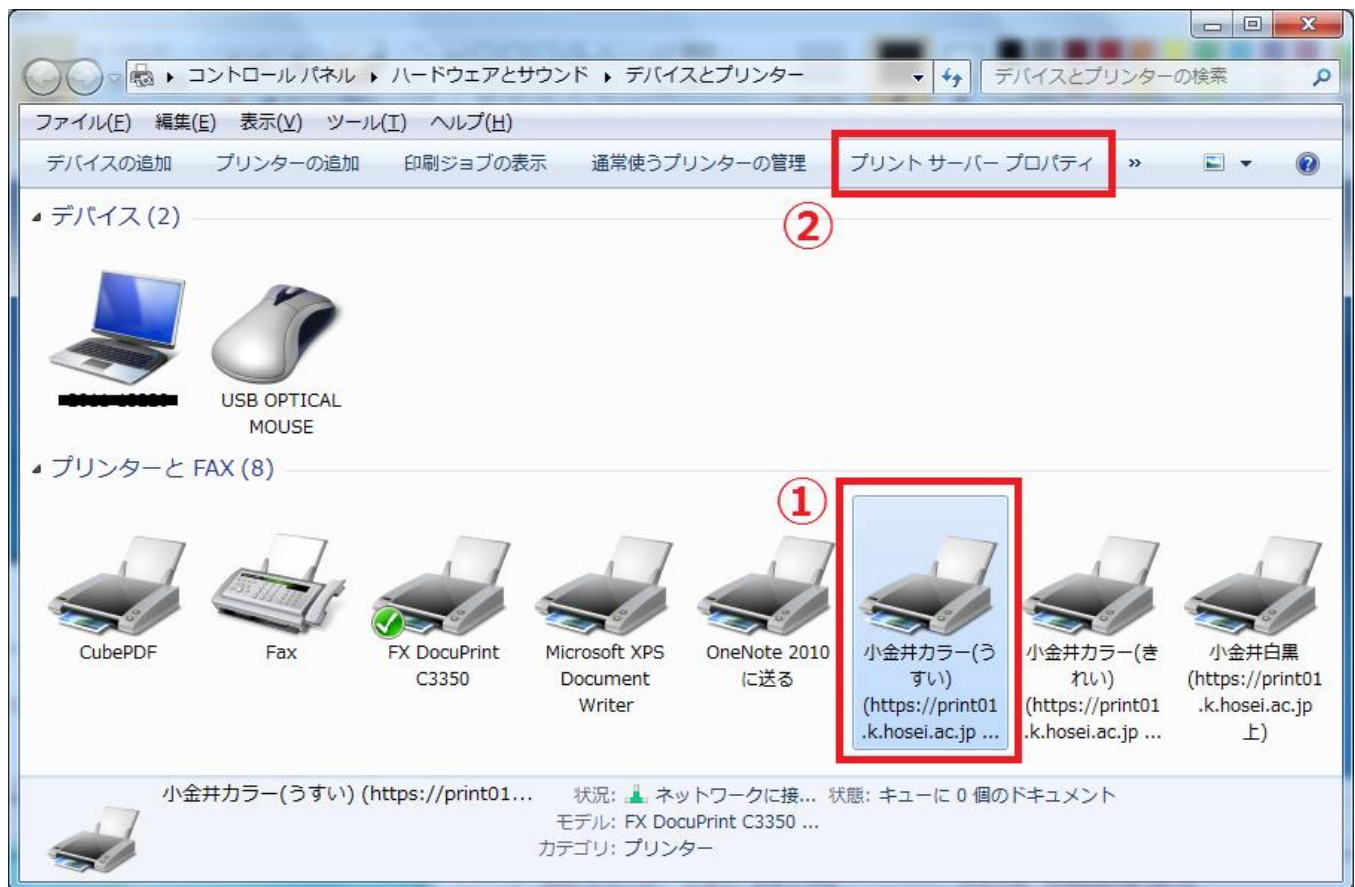 コントロール パネル ▸ ハードウェアとサウンド ▸ デバイスとプリンター
デバイスとプリンターの検索
ファイル(F) 編集(E) 表示(V) ツール(T) ヘルプ(H)
デバイスの追加 プリンターの追加 印刷ジョブの表示 通常使うプリンターの管理 プリント サーバー プロパティ »
②
デバイス (2)
USB OPTICAL
MOUSE
プリンターと FAX (8)
①
CubePDF
Fax
FX DocuPrint
C3350
Microsoft XPS
Document
Writer
OneNote 2010
に送る
小金井カラー(う
すい)
(https://print01
.k.hosei.ac.jp ...
小金井カラー(き
れい)
(https://print01
.k.hosei.ac.jp ...
小金井白黒
(https://print01
.k.hosei.ac.jp
上)
小金井カラー(うすい) (https://print01... 状況: ネットワークに接... 状態: キューに 0 個のドキュメント
モデル: FX DocuPrint C3350 ...
カテゴリ: プリンター